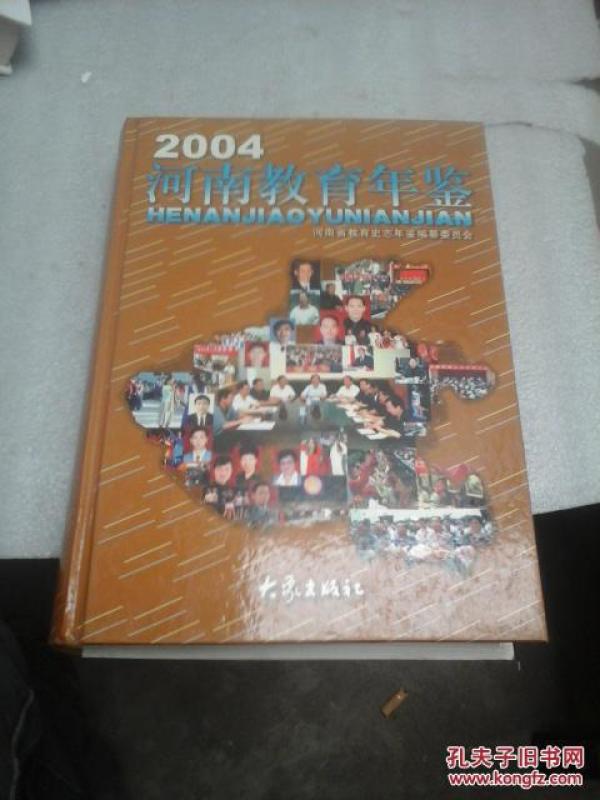 2004
河南教育年鉴
HENANJIAOYUNIANJIAN
河南省教育史志年鉴编纂委员会
大象出版社
孔夫子旧书网
www.kongfz.com